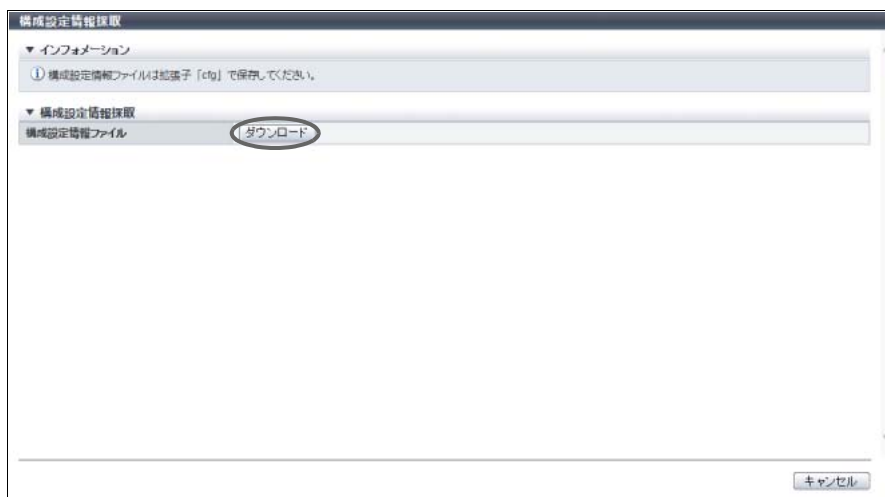 構成設定情報採取
▼ インフォメーション
構成設定情報ファイルは拡張子「cfg」で保存してください。
▼ 構成設定情報採取
構成設定情報ファイル ダウンロード
キャンセル